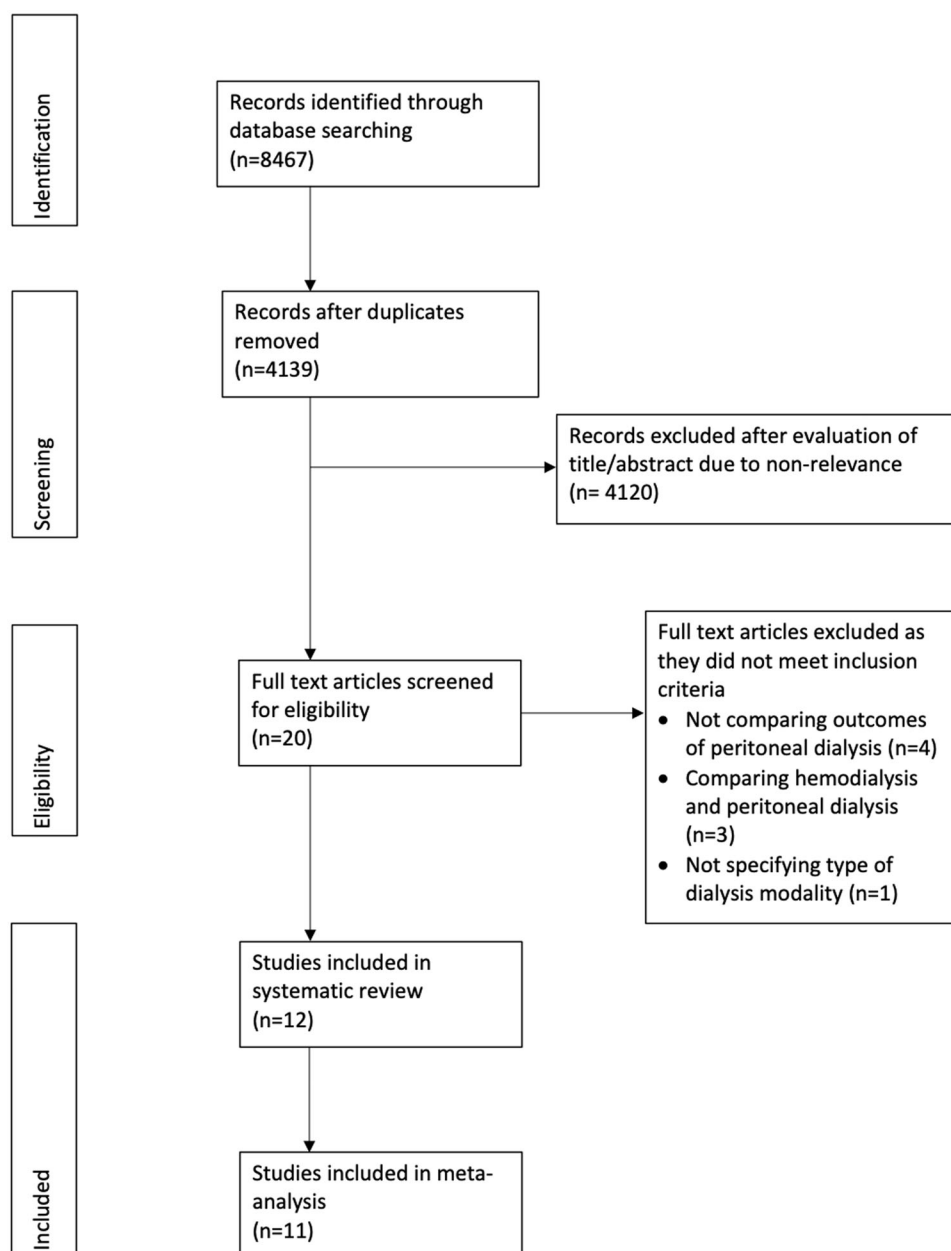 Identification
Records identified through
database searching
(n=8467)
Screening
Records after duplicates
removed
(n=4139)
Records excluded after evaluation of
title/abstract due to non-relevance
(n= 4120)
Eligibility
Full text articles screened
for eligibility
(n=20)
Full text articles excluded as
they did not meet inclusion
criteria
• Not comparing outcomes
of peritoneal dialysis (n=4)
• Comparing hemodialysis
and peritoneal dialysis
(n=3)
• Not specifying type of
dialysis modality (n=1)
Included
Studies included in
systematic review
(n=12)
Studies included in meta-
analysis
(n=11)